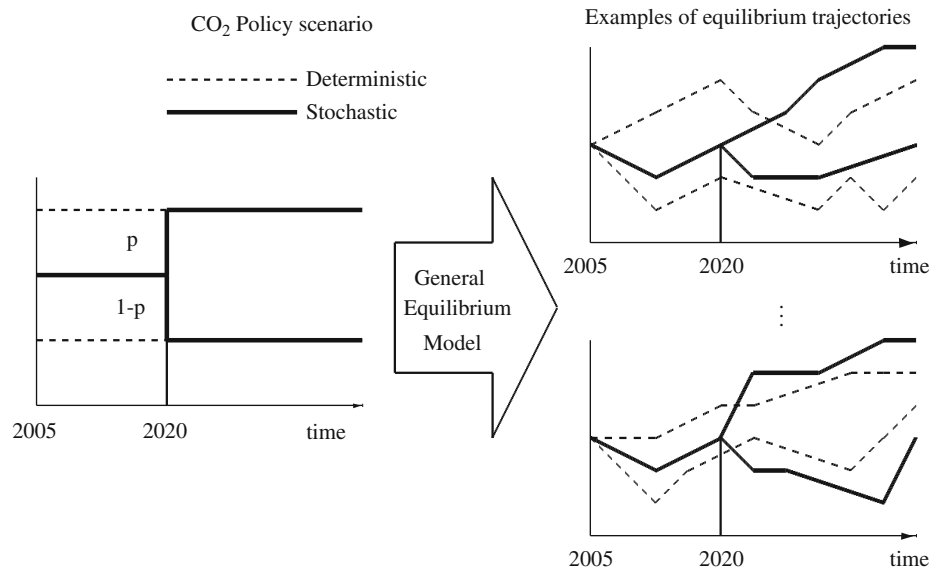 CO₂ Policy scenario
Deterministic
Stochastic
p
1-p
2005
2020
time
General
Equilibrium
Model
Examples of equilibrium trajectories
2005
2020
time
2005
2020
time